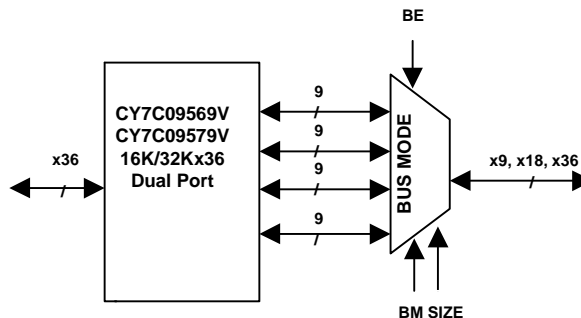 BE
CY7C09569V
CY7C09579V
16K/32Kx36
Dual Port
x36
9
9
9
9
BUS MODE
x9, x18, x36
BM SIZE